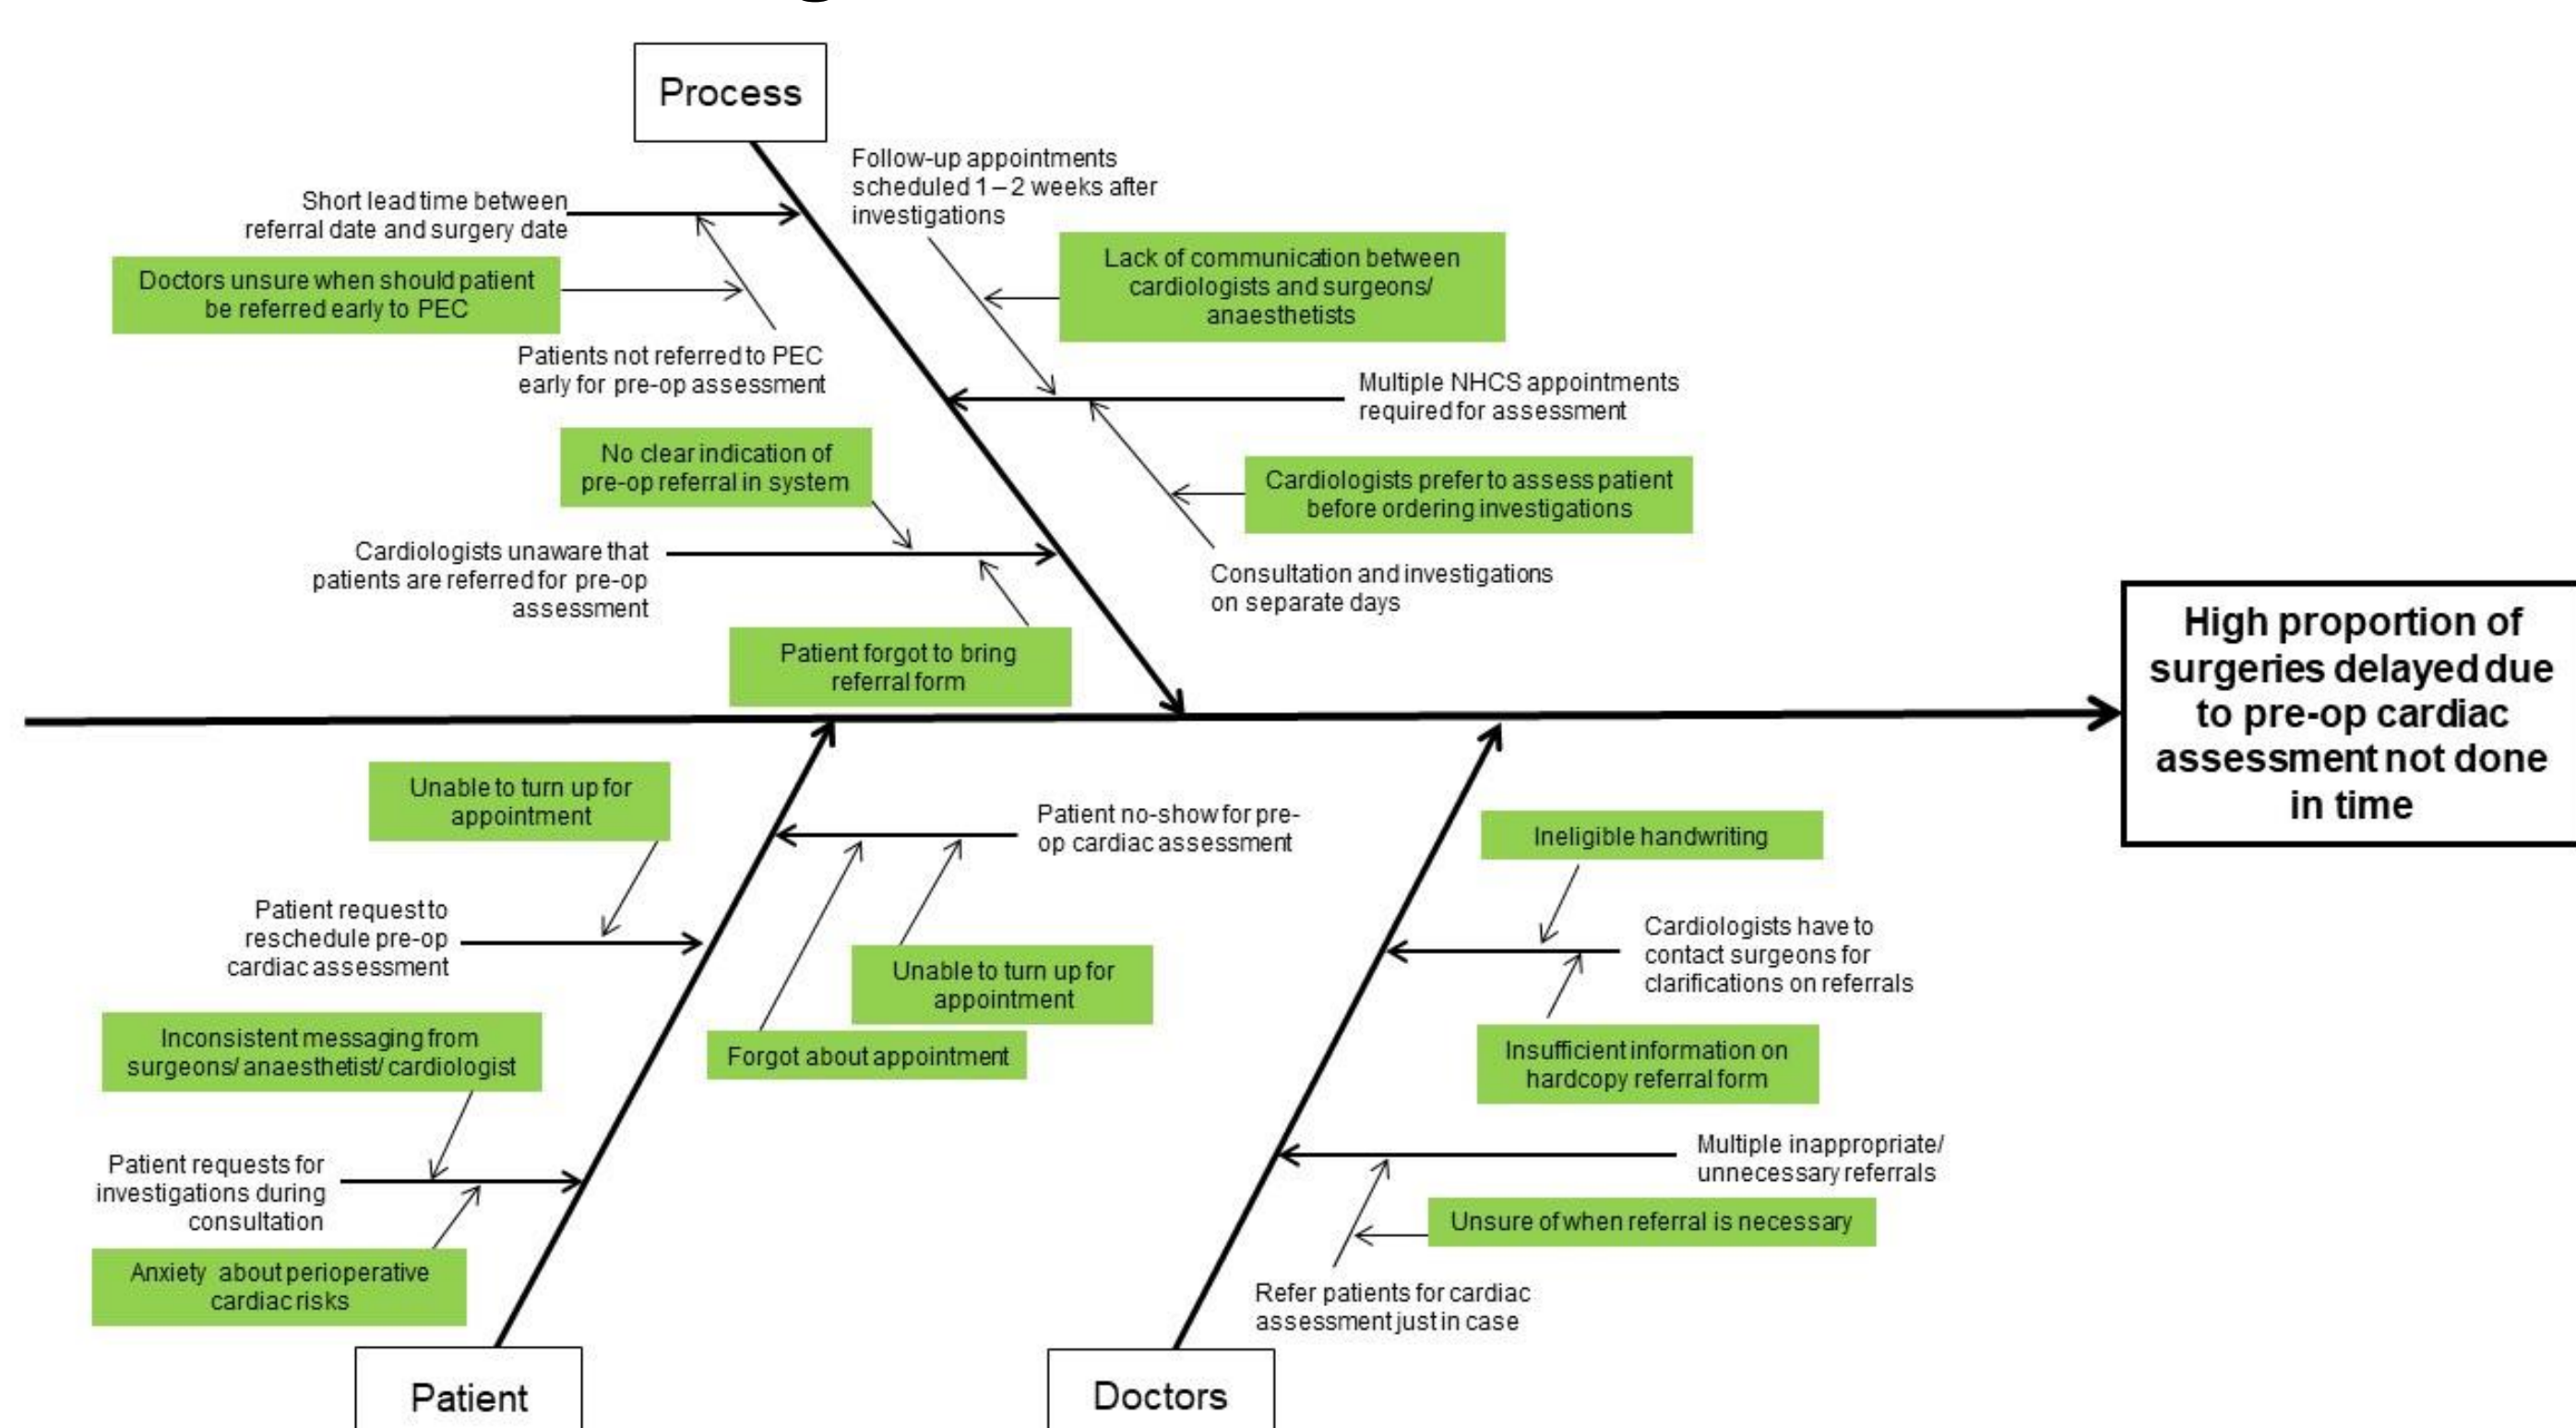 Process
Follow-up appointments
scheduled 1 – 2 weeks after
investigations
Short lead time between
referral date and surgery date
Lack of communication between
cardiologists and surgeons/
anaesthetists
Doctors unsure when should patient
be referred early to PEC
Patients not referred to PEC
early for pre-op assessment
Multiple NHCS appointments
required for assessment
No clear indication of
pre-op referral in system
Cardiologists prefer to assess patient
before ordering investigations
Cardiologists unaware that
patients are referred for pre-op
assessment
Consultation and investigations
on separate days
Patient forgot to bring
referral form
High proportion of
surgeries delayed due
to pre-op cardiac
assessment not done
in time
Unable to turn up for
appointment
Patient no-show for pre-
op cardiac assessment
Ineligible handwriting
Patient request to
reschedule pre-op
cardiac assessment
Cardiologists have to
contact surgeons for
clarifications on referrals
Unable to turn up for
appointment
Inconsistent messaging from
surgeons/ anaesthetist/ cardiologist
Forgot about appointment
Insufficient information on
hardcopy referral form
Patient requests for
investigations during
consultation
Multiple inappropriate/
unnecessary referrals
Unsure of when referral is necessary
Anxiety about perioperative
cardiac risks
Refer patients for cardiac
assessment just in case
Patient
Doctors